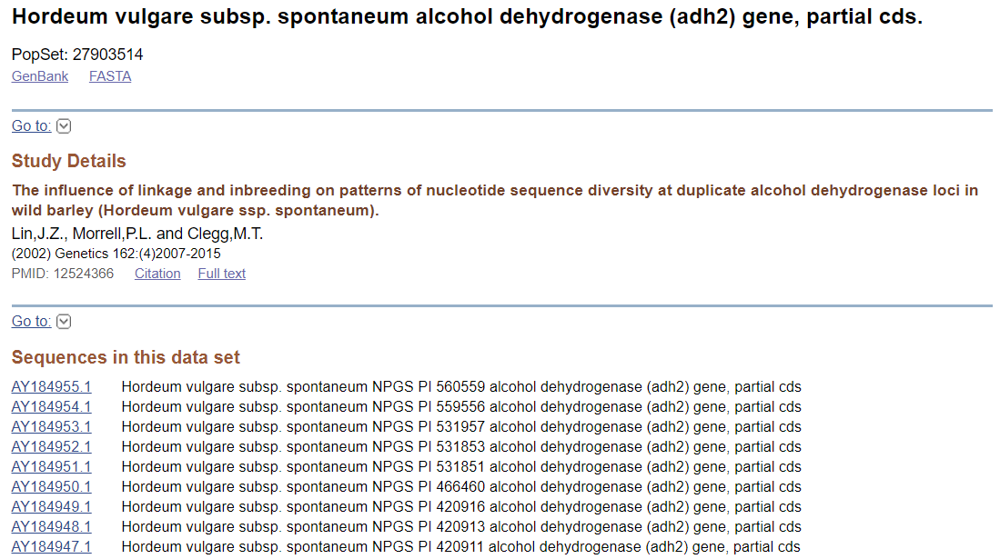 Hordeum vulgare subsp. spontaneum alcohol dehydrogenase (adh2) gene, partial cds.
PopSet: 27903514
GenBank FASTA
Go to:
Study Details
The influence of linkage and inbreeding on patterns of nucleotide sequence diversity at duplicate alcohol dehydrogenase loci in
wild barley (Hordeum vulgare ssp. spontaneum).
Lin,J.Z., Morrell,P.L. and Clegg,M.T.
(2002) Genetics 162:(4)2007-2015
PMID: 12524366 Citation Full text
Go to:
Sequences in this data set
AY184955.1 Hordeum vulgare subsp. spontaneum NPGS PI 560559 alcohol dehydrogenase (adh2) gene, partial cds
AY184954.1 Hordeum vulgare subsp. spontaneum NPGS PI 559556 alcohol dehydrogenase (adh2) gene, partial cds
AY184953.1 Hordeum vulgare subsp. spontaneum NPGS PI 531957 alcohol dehydrogenase (adh2) gene, partial cds
AY184952.1 Hordeum vulgare subsp. spontaneum NPGS PI 531853 alcohol dehydrogenase (adh2) gene, partial cds
AY184951.1 Hordeum vulgare subsp. spontaneum NPGS PI 531851 alcohol dehydrogenase (adh2) gene, partial cds
AY184950.1 Hordeum vulgare subsp. spontaneum NPGS PI 466460 alcohol dehydrogenase (adh2) gene, partial cds
AY184949.1 Hordeum vulgare subsp. spontaneum NPGS PI 420916 alcohol dehydrogenase (adh2) gene, partial cds
AY184948.1 Hordeum vulgare subsp. spontaneum NPGS PI 420913 alcohol dehydrogenase (adh2) gene, partial cds
AY184947.1 Hordeum vulgare subsp. spontaneum NPGS PI 420911 alcohol dehydrogenase (adh2) gene, partial cds